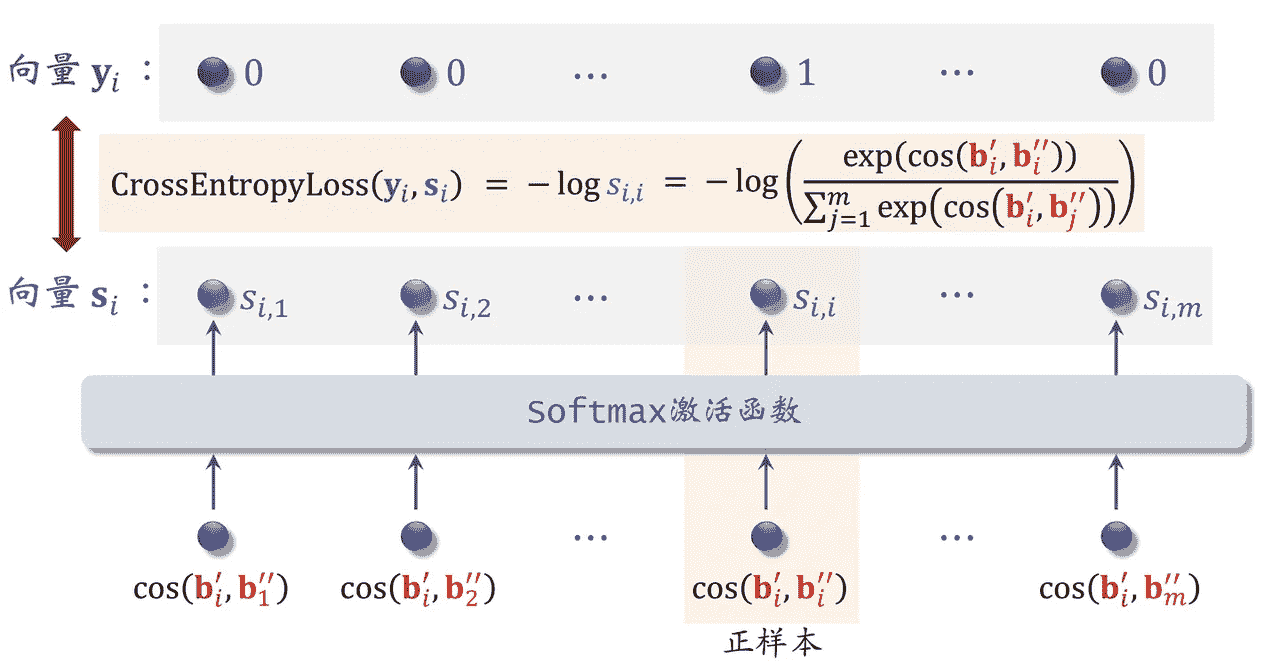 向量 𝐲ᵢ : 0 0 ⋯ 1 ⋯ 0
CrossEntropyLoss(𝐲ᵢ, 𝐬ᵢ) = −log sᵢ,ᵢ = −log( exp(cos(𝐛′ᵢ, 𝐛″ᵢ)) / ∑ᵐⱼ₌₁ exp(cos(𝐛′ᵢ, 𝐛″ⱼ)) )
向量 𝐬ᵢ : sᵢ,₁ sᵢ,₂ ⋯ sᵢ,ᵢ ⋯ sᵢ,ₘ
Softmax激活函数
⋯ ⋯
cos(𝐛′ᵢ, 𝐛″₁) cos(𝐛′ᵢ, 𝐛″₂) cos(𝐛′ᵢ, 𝐛″ᵢ) cos(𝐛′ᵢ, 𝐛″ₘ)
正样本